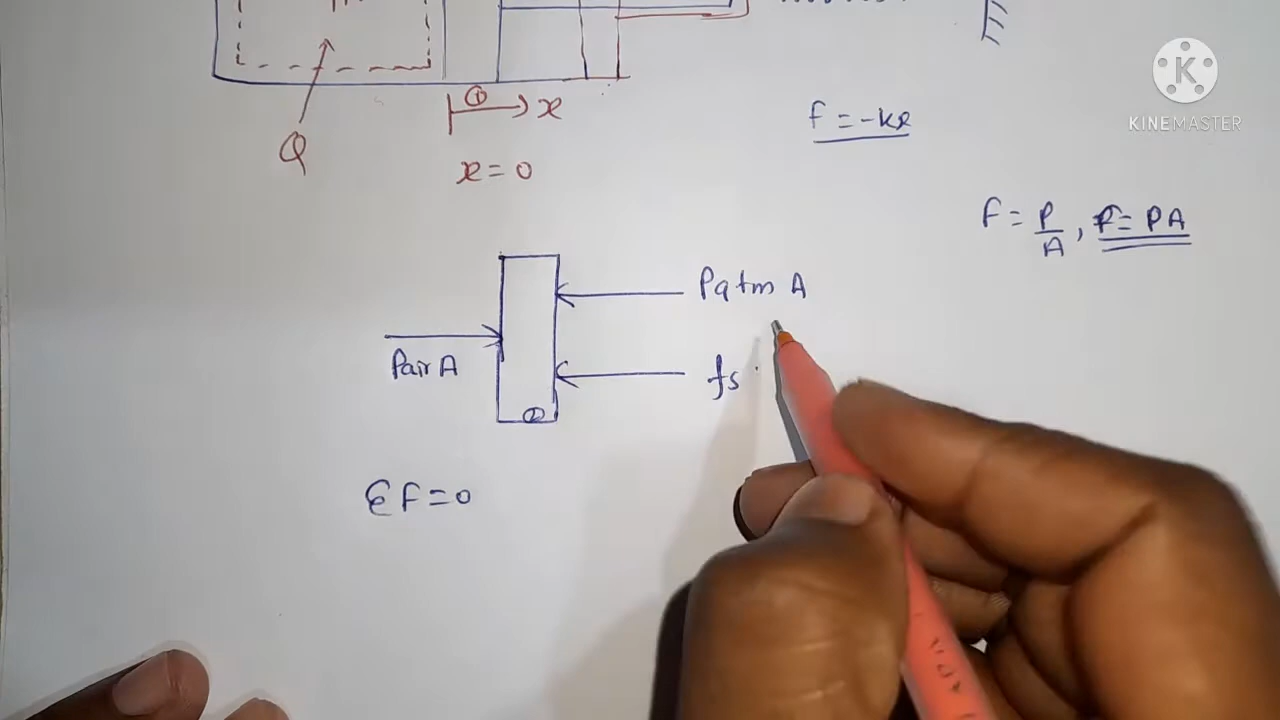 ① x
Q
x = 0
f = -kx
F = P/A, F = PA
Patm A
Pair A
fs
②
ΣF = 0
KINEMASTER